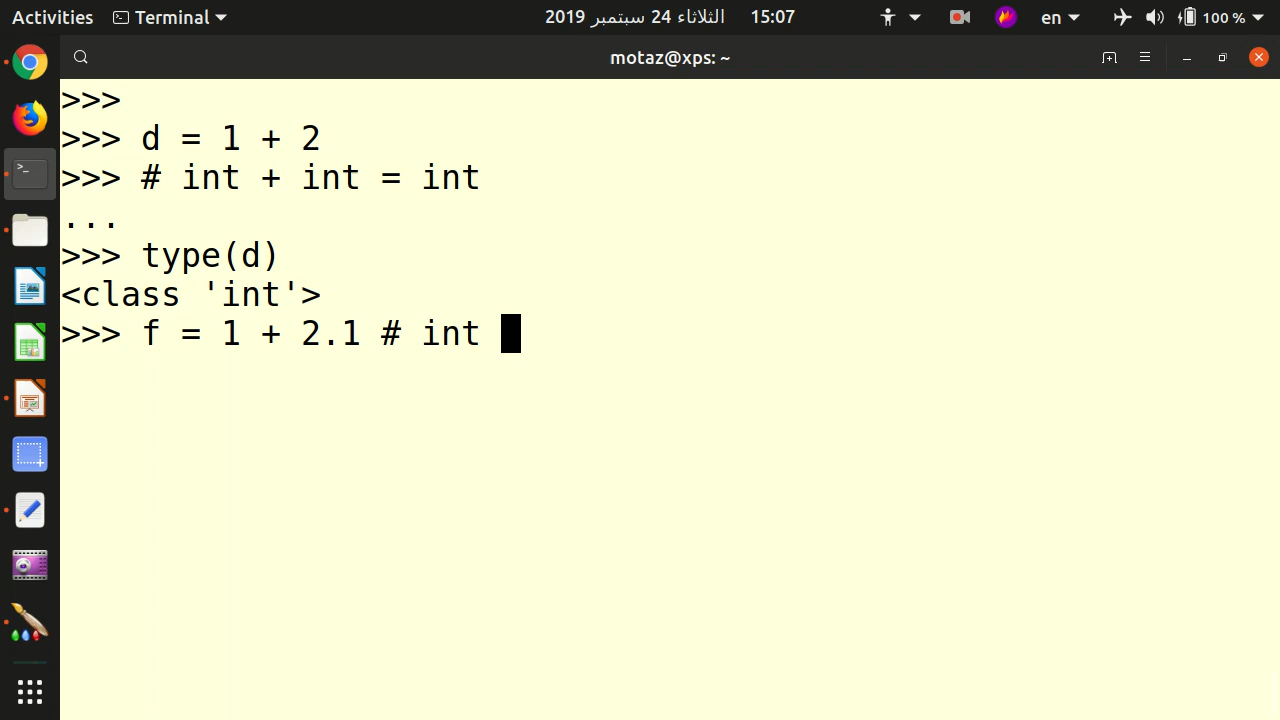 Activities Terminal الثلاثاء 24 سبتمبر 2019 15:07 en 100 %
motaz@xps: ~
>>>
>>> d = 1 + 2
>>> # int + int = int
...
>>> type(d)
<class 'int'>
>>> f = 1 + 2.1 # int